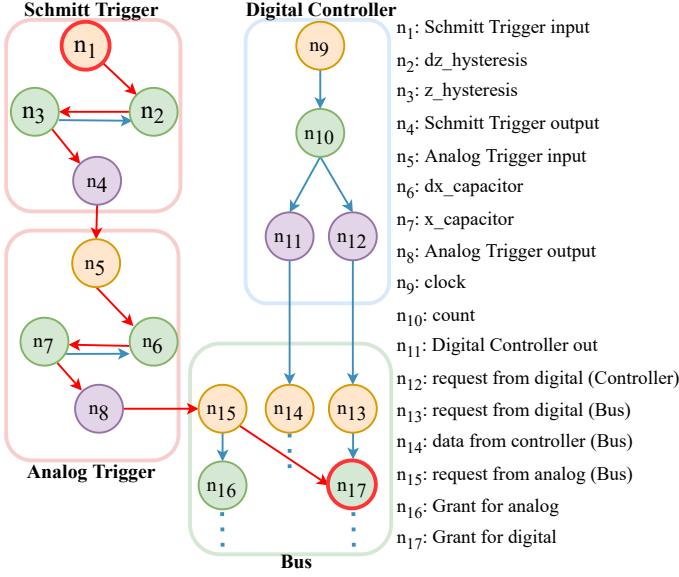 Schmitt Trigger
Digital Controller
n1
n2
n3
n4
n5
n6
n7
n8
Analog Trigger
n9
n10
n11
n12
n15
n14
n13
n16
n17
Bus
n1: Schmitt Trigger input
n2: dz_hysteresis
n3: z_hysteresis
n4: Schmitt Trigger output
n5: Analog Trigger input
n6: dx_capacitor
n7: x_capacitor
n8: Analog Trigger output
n9: clock
n10: count
n11: Digital Controller out
n12: request from digital (Controller)
n13: request from digital (Bus)
n14: data from controller (Bus)
n15: request from analog (Bus)
n16: Grant for analog
n17: Grant for digital